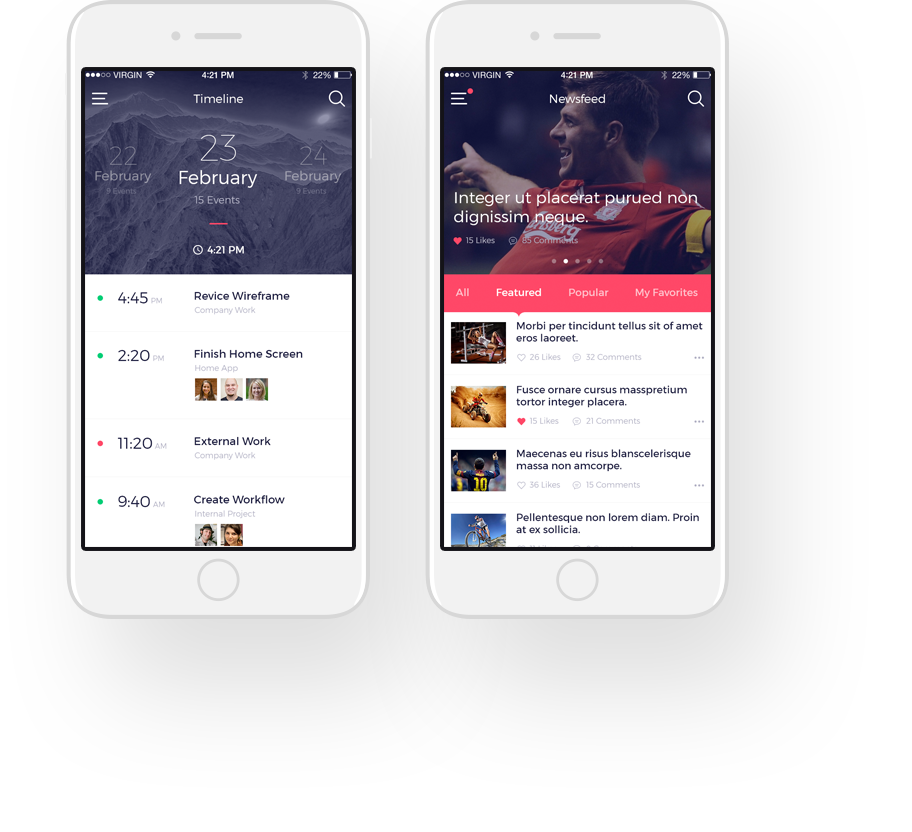 VIRGIN
4:21 PM
22%
Timeline
22
February
9 Events
23
February
15 Events
24
February
9 Events
4:21 PM
4:45 PM
Revice Wireframe
Company Work
2:20 PM
Finish Home Screen
Home App
11:20 AM
External Work
Company Work
9:40 AM
Create Workflow
Internal Project
VIRGIN
4:21 PM
22%
Newsfeed
Integer ut placerat purued non
dignissim neque.
15 Likes
85 Comments
Carlsberg
All
Featured
Popular
My Favorites
Morbi per tincidunt tellus sit of amet
eros laoreet.
26 Likes
32 Comments
Fusce ornare cursus masspretium
tortor integer placera.
15 Likes
21 Comments
Maecenas eu risus blanscelerisque
massa non amcorpe.
36 Likes
15 Comments
10
Pellentesque non lorem diam. Proin
at ex sollicia.